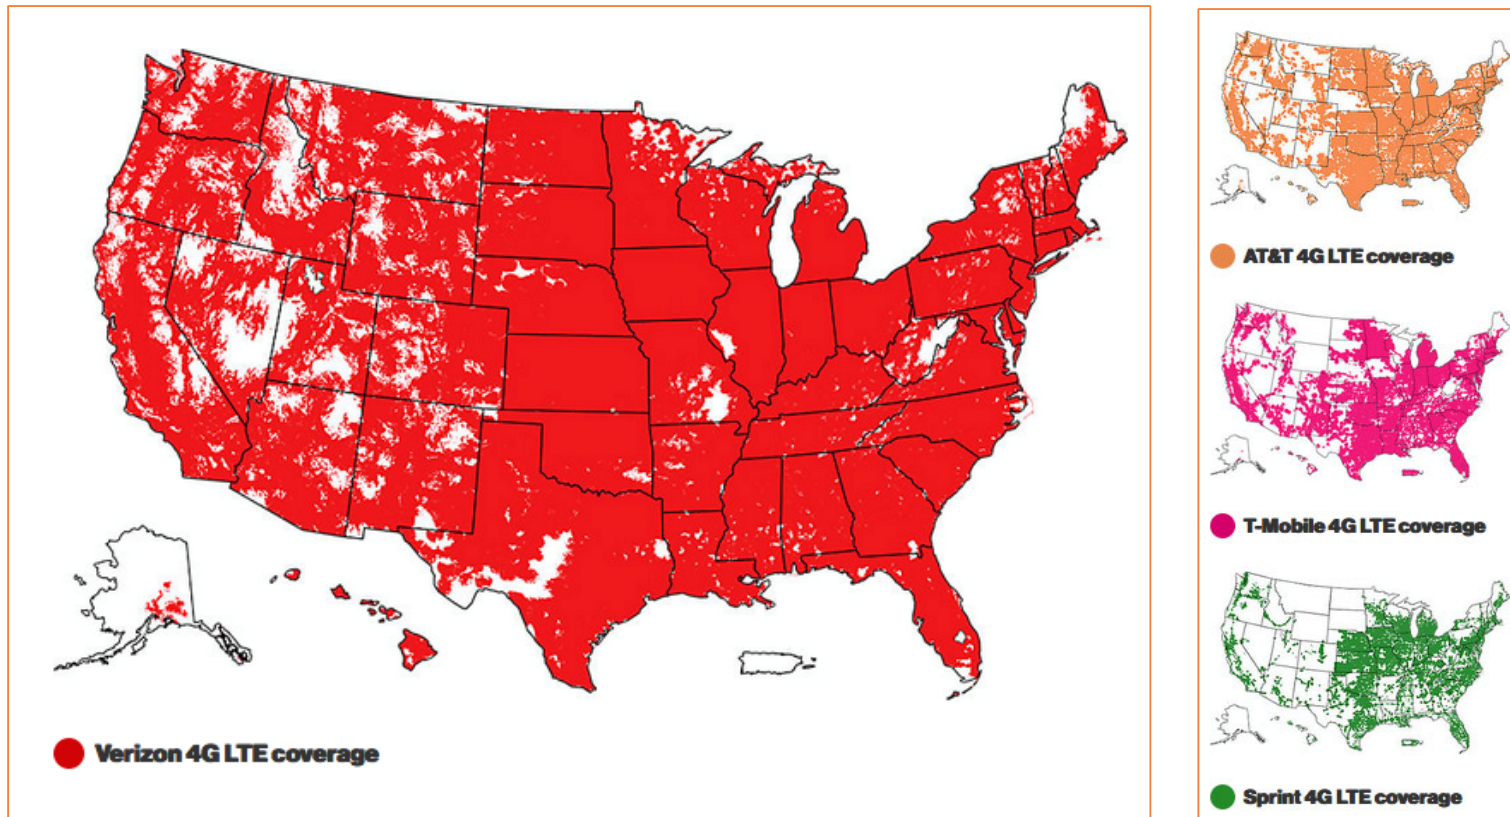 Verizon 4G LTE coverage
AT&T 4G LTE coverage
T-Mobile 4G LTE coverage
Sprint 4G LTE coverage